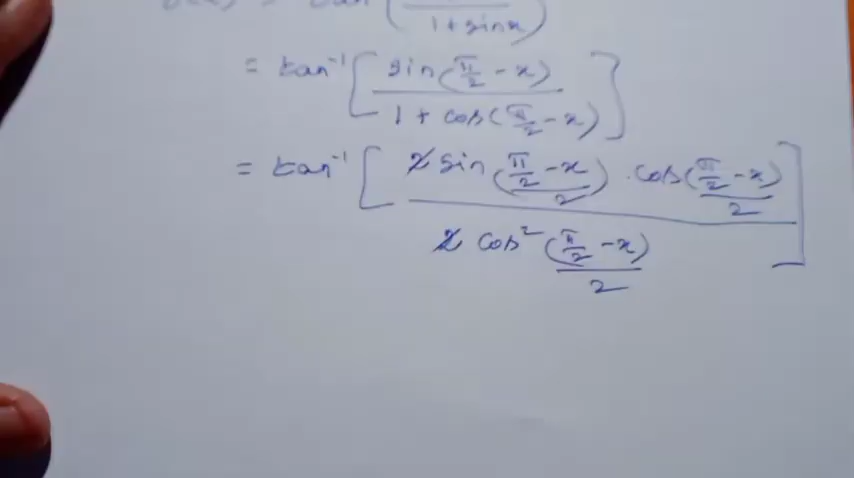 1 + sinx)
= tan⁻¹ [ sin(π/2 - x) / 1 + cos(π/2 - x) ]
= tan⁻¹ [ 2 sin (π/2 - x)/2 . cos (π/2 - x)/2 / 2 cos² (π/2 - x)/2 ]